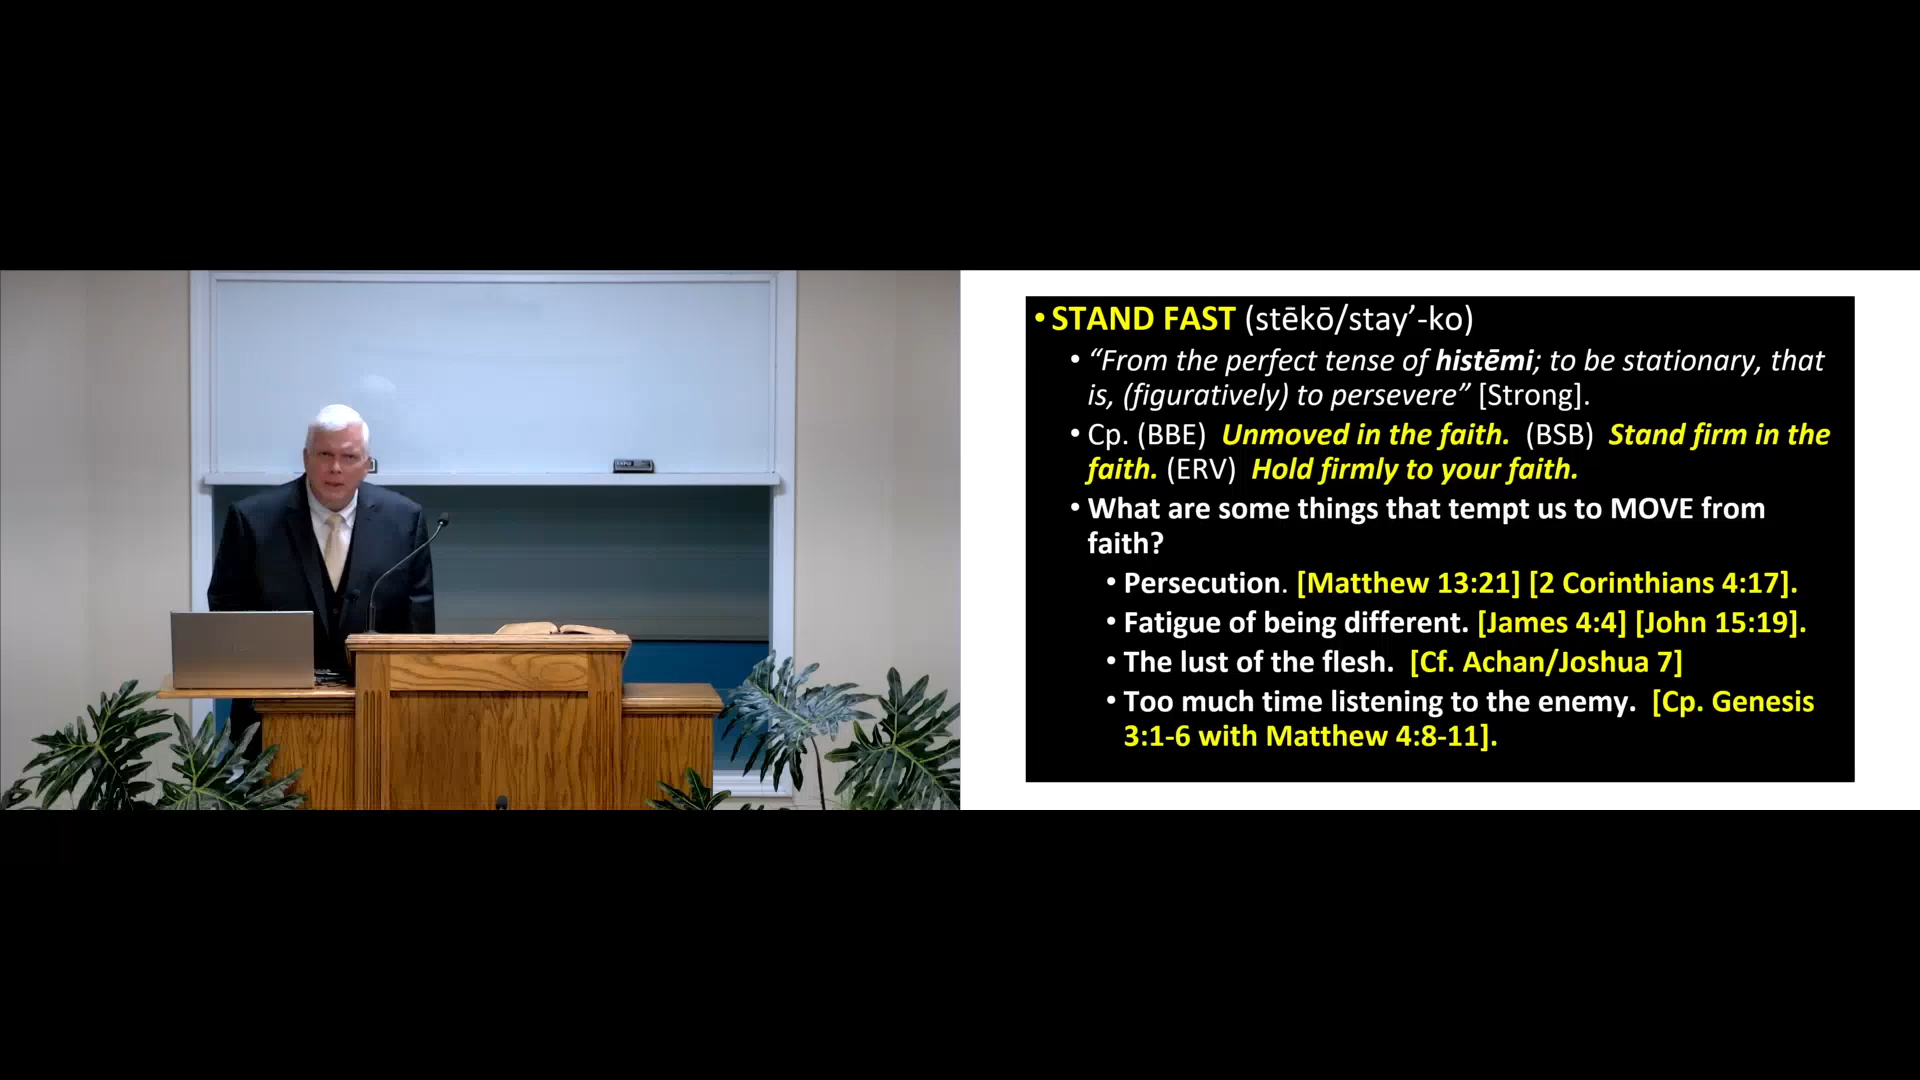 • STAND FAST (stēkō/stay’-ko)
• “From the perfect tense of histēmi; to be stationary, that
is, (figuratively) to persevere” [Strong].
• Cp. (BBE) Unmoved in the faith. (BSB) Stand firm in the
faith. (ERV) Hold firmly to your faith.
• What are some things that tempt us to MOVE from
faith?
• Persecution. [Matthew 13:21] [2 Corinthians 4:17].
• Fatigue of being different. [James 4:4] [John 15:19].
• The lust of the flesh. [Cf. Achan/Joshua 7]
• Too much time listening to the enemy. [Cp. Genesis
3:1-6 with Matthew 4:8-11].